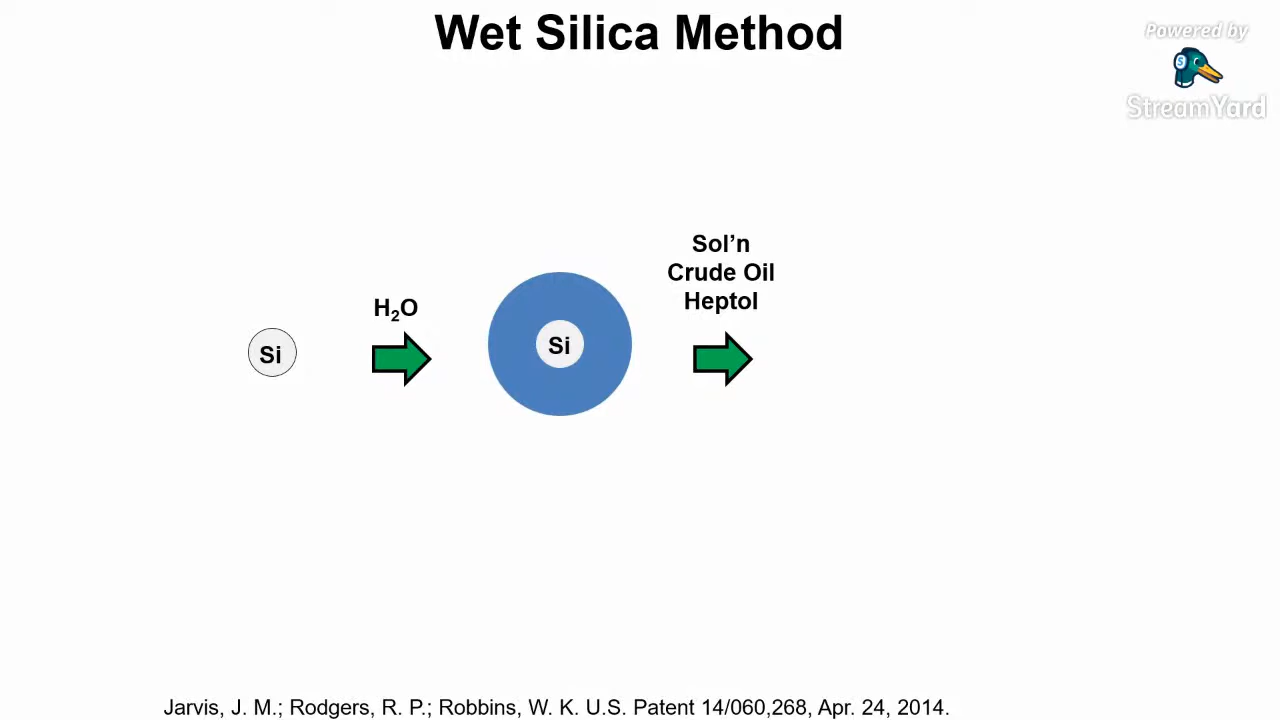 Wet Silica Method
Powered by
StreamYard
Sol’n
Crude Oil
Heptol
H₂O
Si
Si
Jarvis, J. M.; Rodgers, R. P.; Robbins, W. K. U.S. Patent 14/060,268, Apr. 24, 2014.